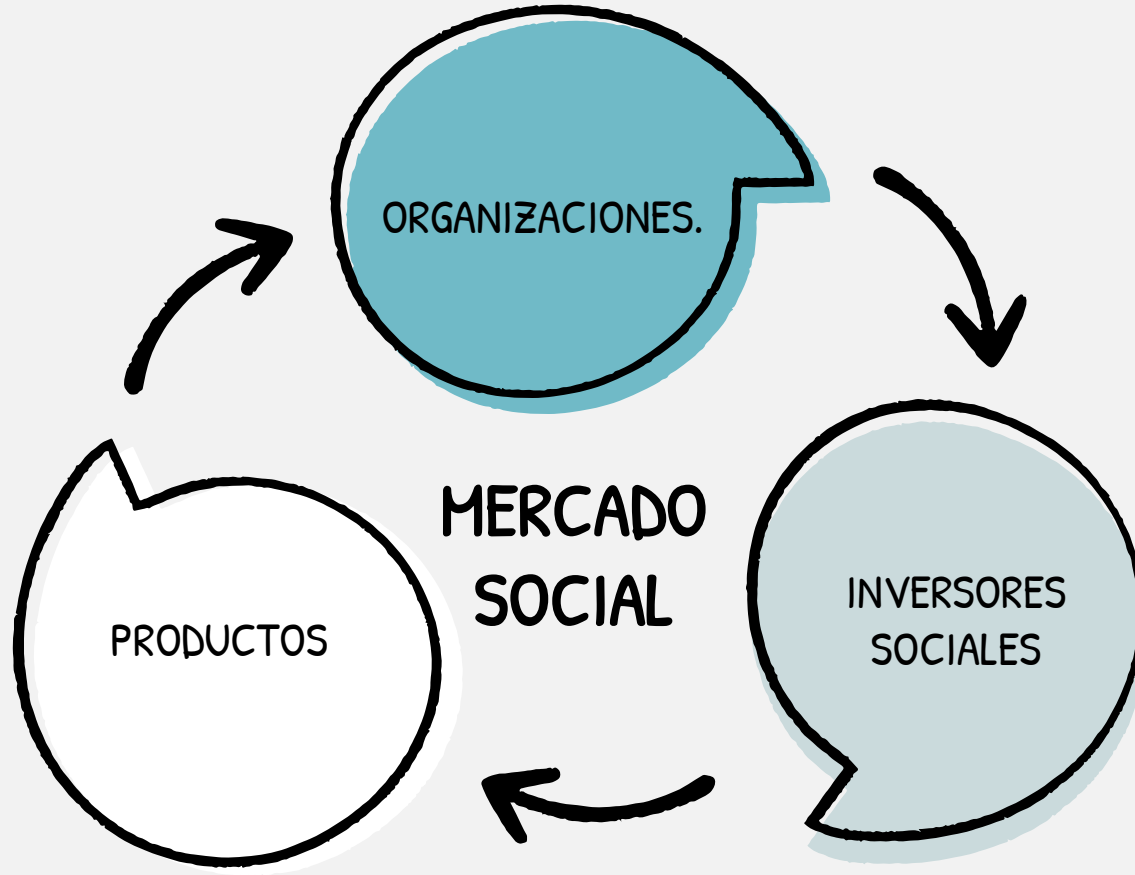 ORGANIZACIONES.
MERCADO
SOCIAL
INVERSORES
SOCIALES
PRODUCTOS